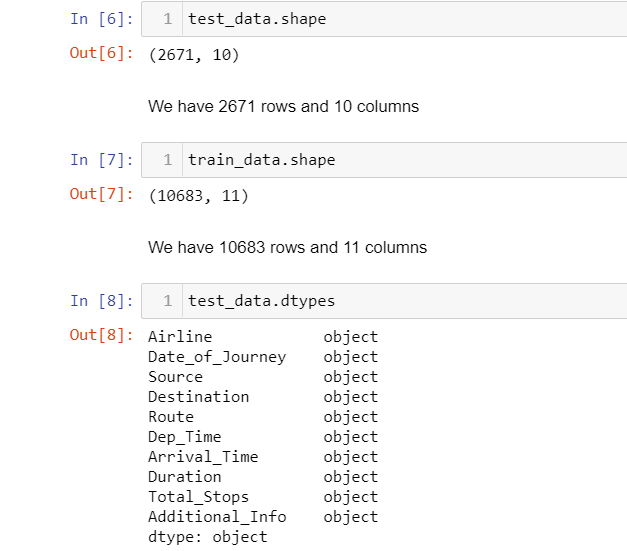 In [6]: 1 test_data.shape
Out[6]: (2671, 10)
We have 2671 rows and 10 columns
In [7]: 1 train_data.shape
Out[7]: (10683, 11)
We have 10683 rows and 11 columns
In [8]: 1 test_data.dtypes
Out[8]: Airline object
Date_of_Journey object
Source object
Destination object
Route object
Dep_Time object
Arrival_Time object
Duration object
Total_Stops object
Additional_Info object
dtype: object